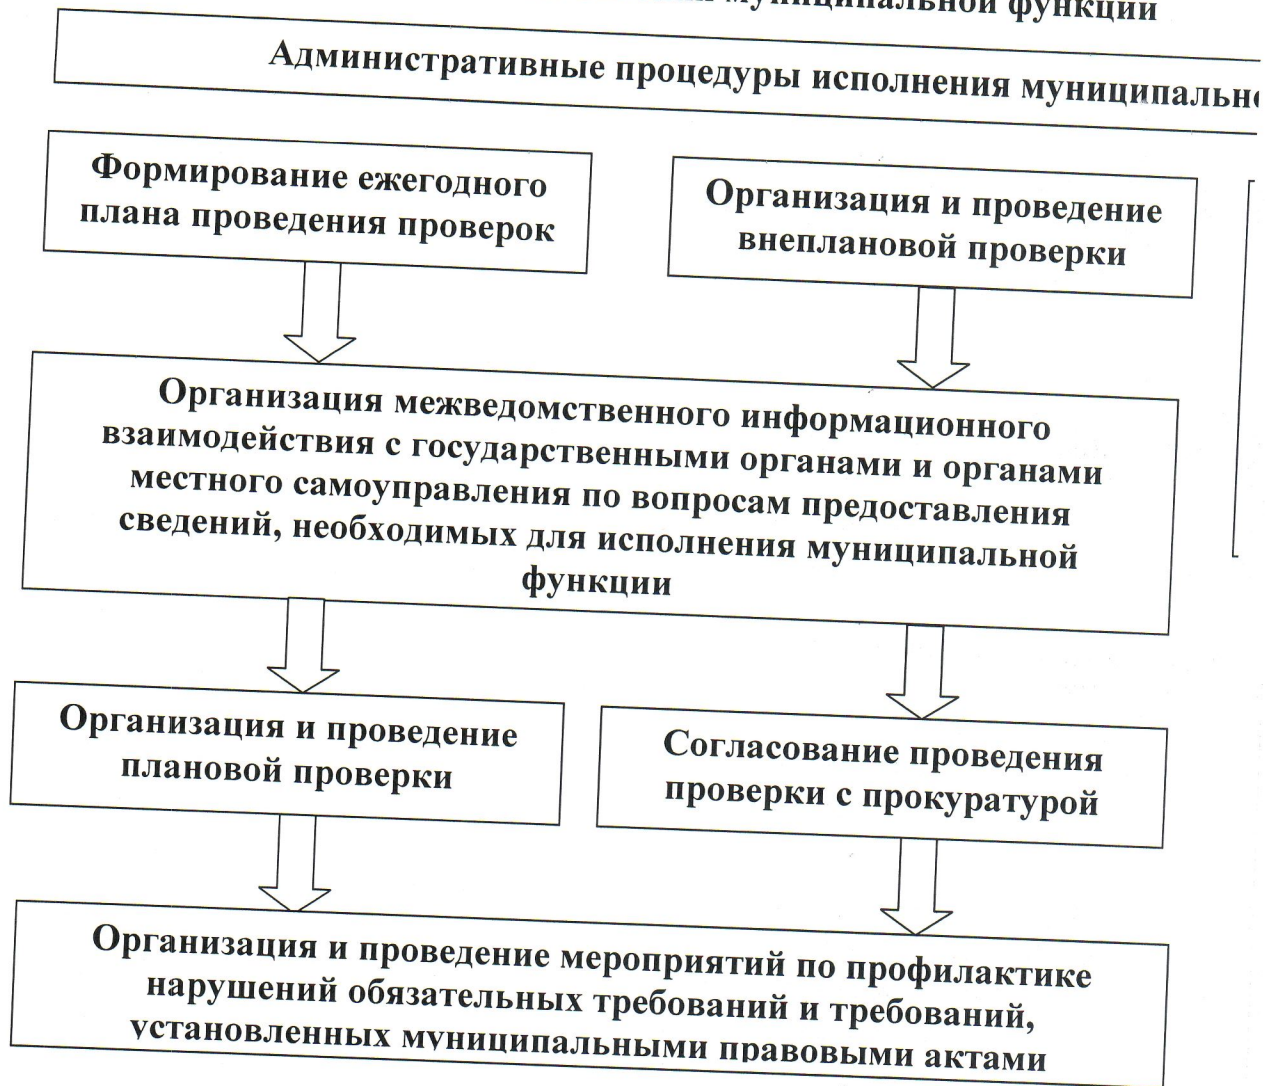 муниципальной функции
Административные процедуры исполнения
Формирование ежегодного
плана проведения проверок
Организация и проведение
внеплановой проверки
Организация межведомственного информационного
взаимодействия с государственными органами и органами
местного самоуправления по вопросам предоставления
сведений, необходимых для исполнения муниципальной
функции
Организация и проведение
плановой проверки
Согласование проведения
проверки с прокуратурой
Организация и проведение мероприятий по профилактике
нарушений обязательных требований и требований,
установленных муниципальными правовыми актами